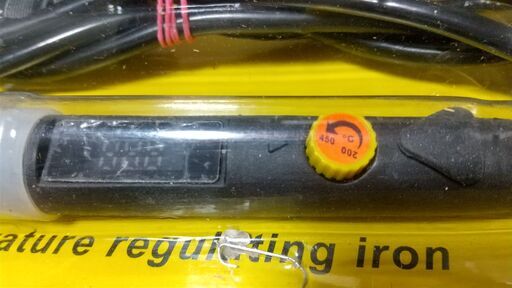 450 °C 200
ature regulating iron